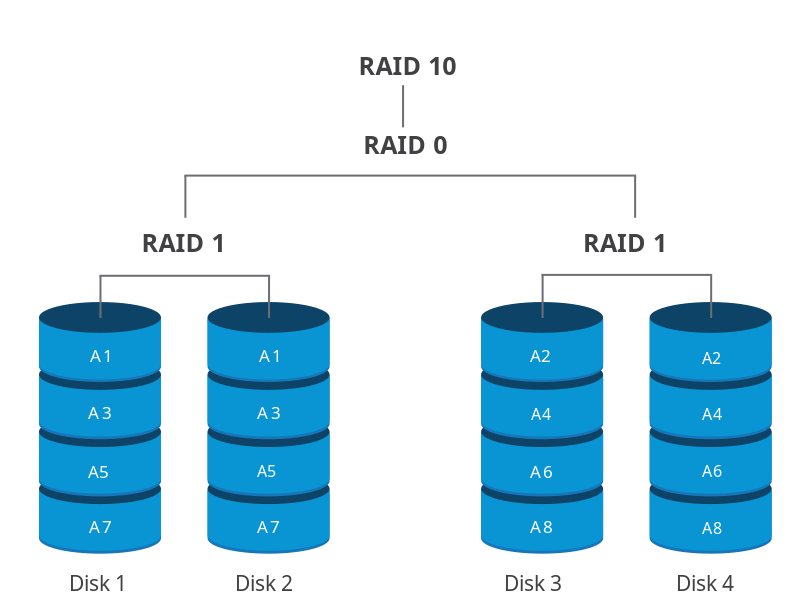 RAID 10
RAID 0
RAID 1 RAID 1
A1 A1 A2 A2
A3 A3 A4 A4
A5 A5 A6 A6
A7 A7 A8 A8
Disk 1 Disk 2 Disk 3 Disk 4